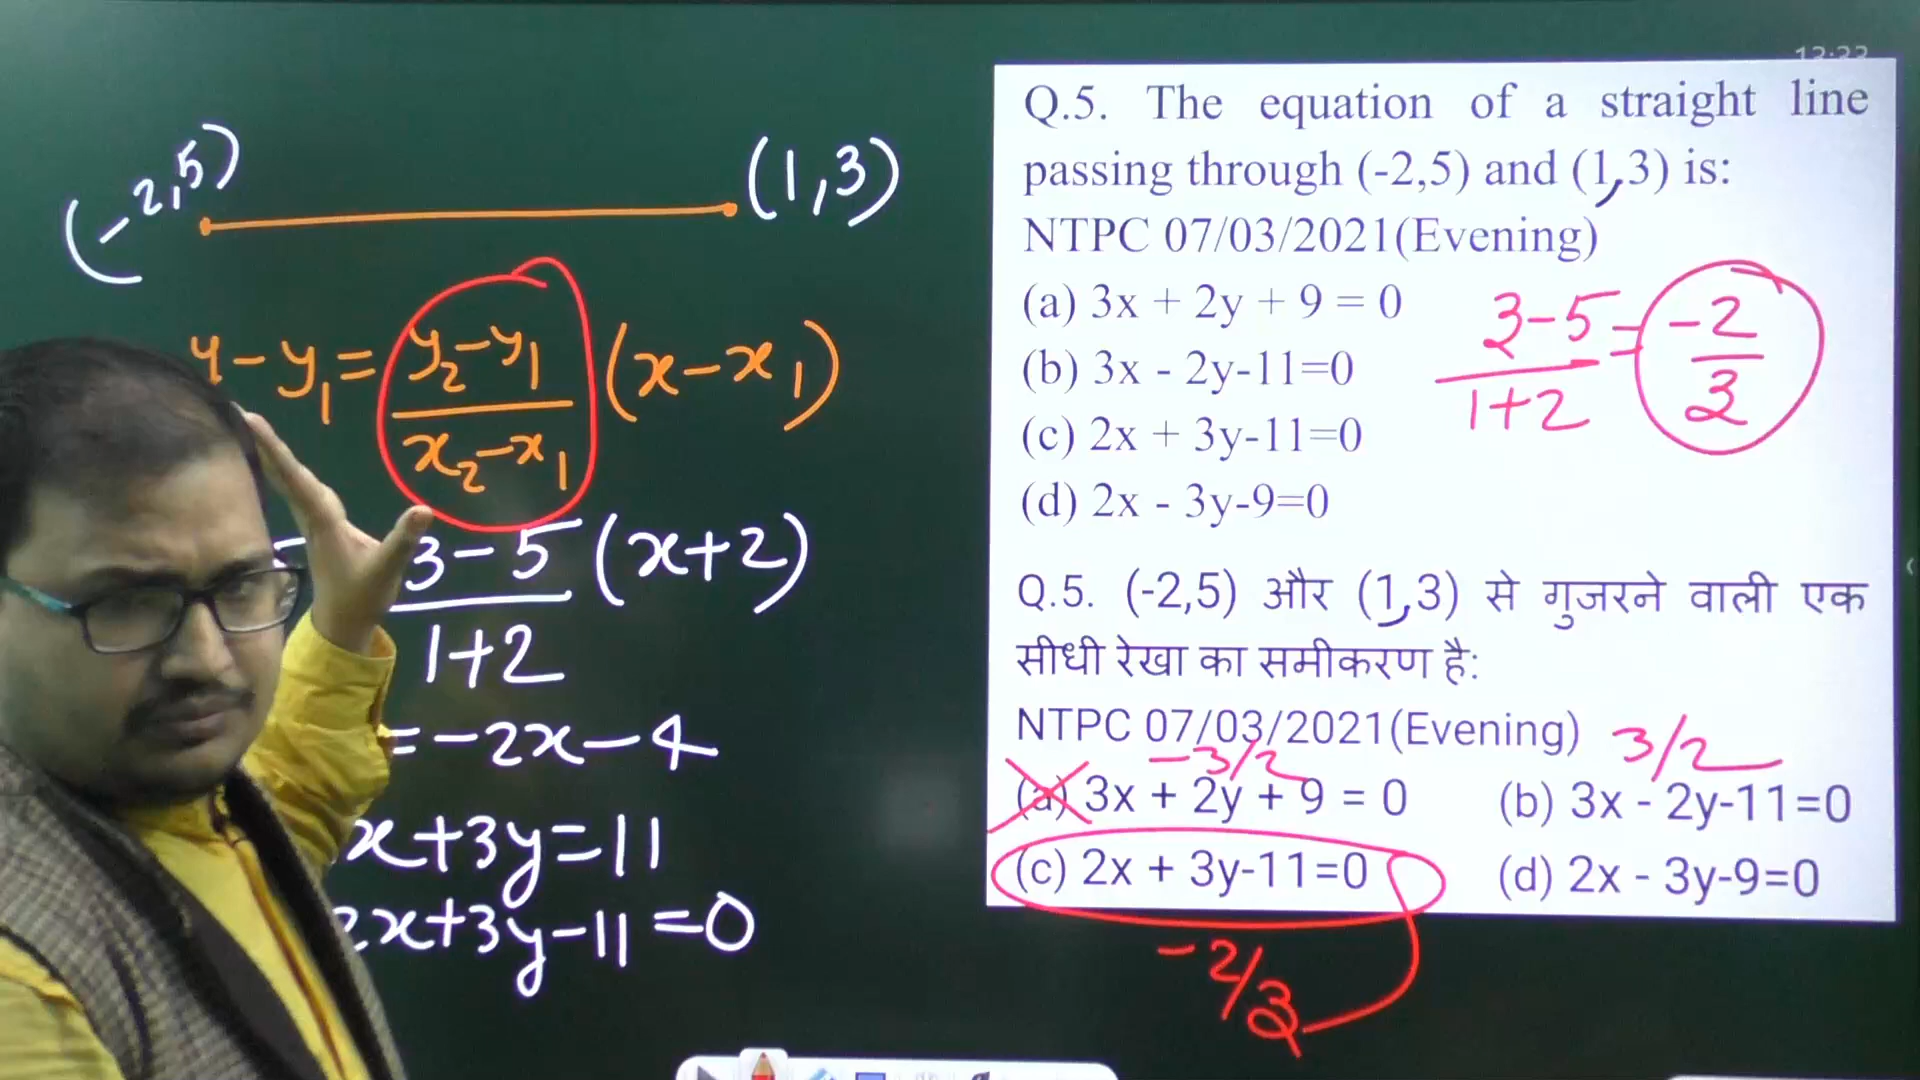 12:22
(-2,5)
(1,3)
y-y₁= y₂-y₁ (x-x₁)
x₂-x₁
5 3-5 (x+2)
1+2
=-2x-4
x+3y=11
2x+3y-11=0
Q.5. The equation of a straight line
passing through (-2,5) and (1,3) is:
NTPC 07/03/2021(Evening)
(a) 3x + 2y + 9 = 0
(b) 3x - 2y-11=0
(c) 2x + 3y-11=0
(d) 2x - 3y-9=0
3-5 = -2
1+2 3
Q.5. (-2,5) और (1,3) से गुजरने वाली एक
सीधी रेखा का समीकरण है:
NTPC 07/03/2021(Evening)
-3/2 3/2
(a) 3x + 2y + 9 = 0 (b) 3x - 2y-11=0
(c) 2x + 3y-11=0 (d) 2x - 3y-9=0
-2/3